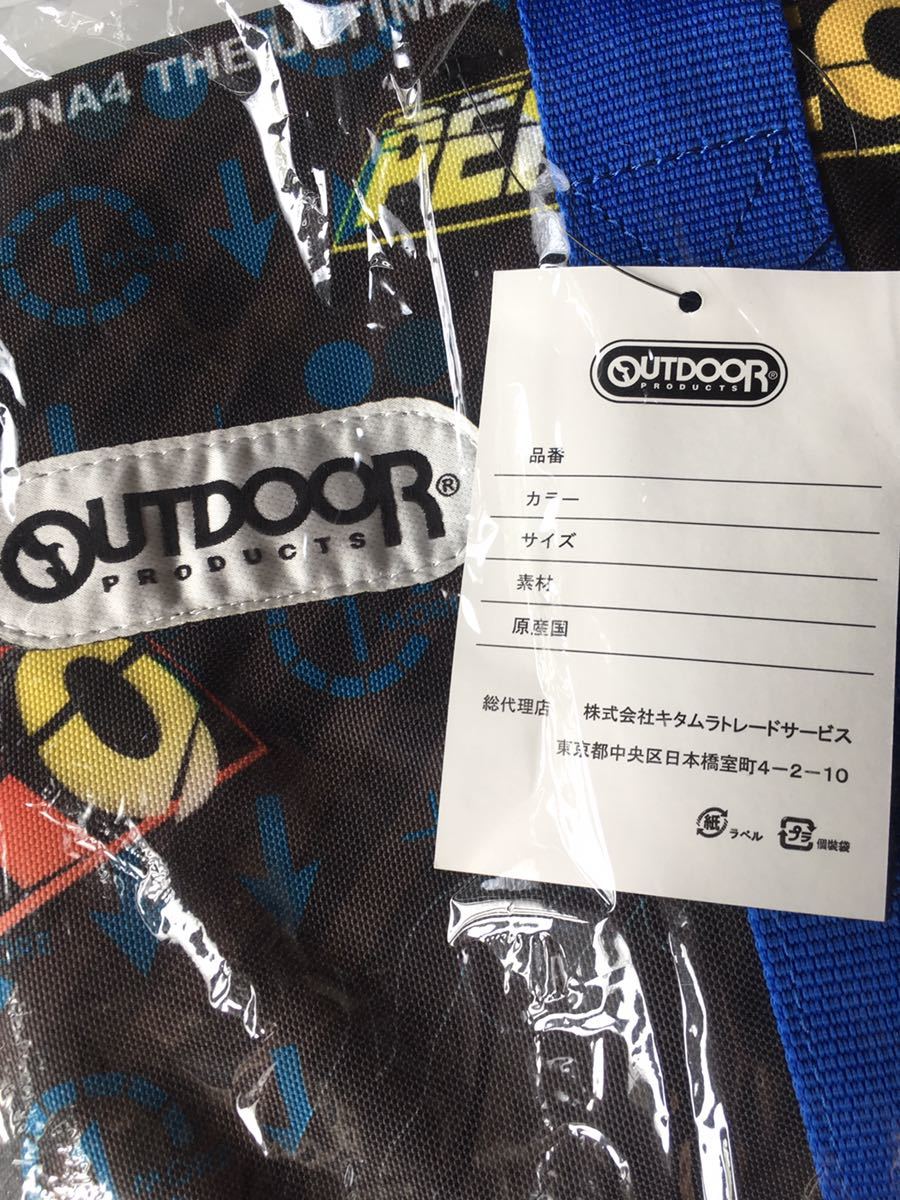 ONA4 THE ULTIMA
PE
1
OUTDOOR®
PRODUCTS
OUTDOOR®
PRODUCTS
品番
カラー
サイズ
素材
原産国
総代理店 株式会社キタムラトレードサービス
東京都中央区日本橋室町4-2-10
紙 ラベル
プラ 個装袋